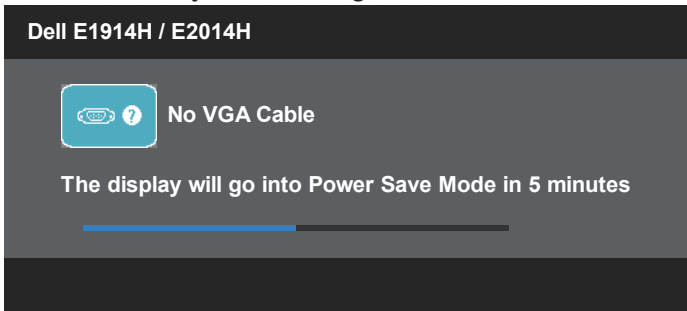 Dell E1914H / E2014H
No VGA Cable
The display will go into Power Save Mode in 5 minutes